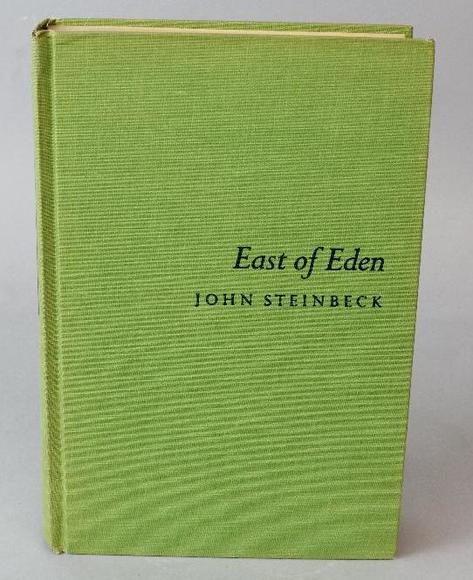 East of Eden
JOHN STEINBECK